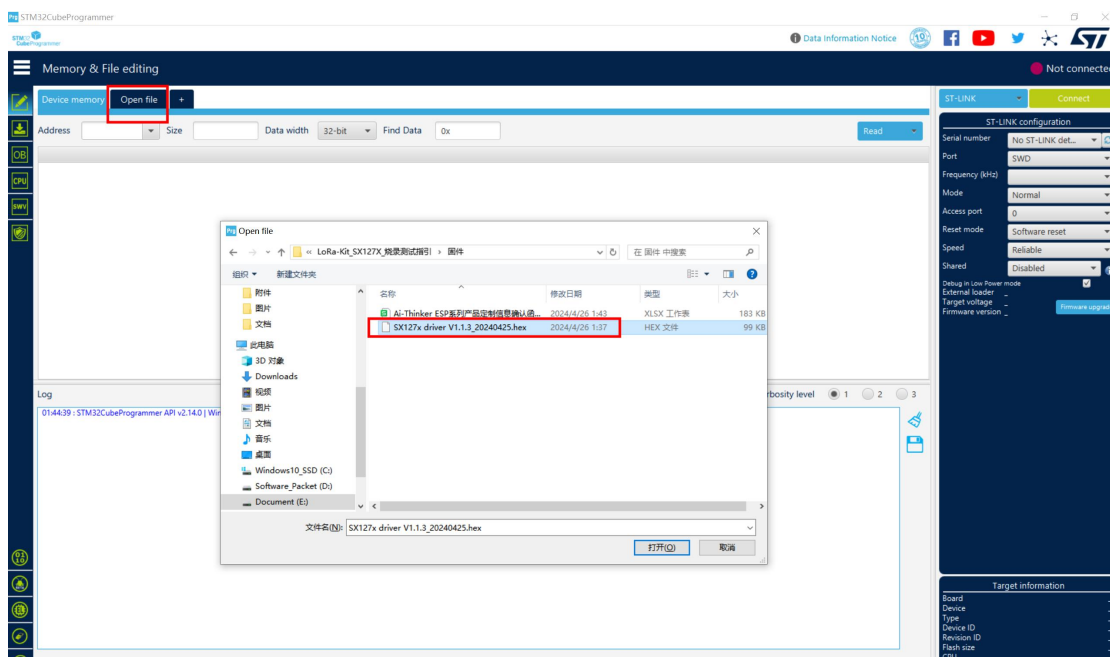 Prg STM32CubeProgrammer
STM32
CubeProgrammer
Data Information Notice
Memory & File editing
Not connected
Device memory Open file +
Address Size Data width 32-bit Find Data 0x Read
ST-LINK Connect
ST-LINK configuration
Serial number No ST-LINK det...
Port SWD
Frequency (kHz)
Mode Normal
Access port 0
Reset mode Software reset
Speed Reliable
Shared Disabled
Debug in Low Power mode
External loader _
Target voltage _
Firmware version _
Firmware upgrad
OB
CPU
SWV
Prg Open file
« LoRa-Kit_SX127X_烧录测试指引 › 固件
在 固件 中搜索
组织 新建文件夹
名称 修改日期 类型 大小
Ai-Thinker ESP系列产品定制信息确认函... 2024/4/26 1:43 XLSX 工作表 183 KB
SX127x driver V1.1.3_20240425.hex 2024/4/26 1:37 HEX 文件 99 KB
附件
图片
文档
此电脑
3D 对象
Downloads
视频
图片
文档
音乐
桌面
Windows10_SSD (C:)
Software_Packet (D:)
Document (E:)
文件名(N): SX127x driver V1.1.3_20240425.hex
打开(O) 取消
Log
rbosity level 1 2 3
01:44:39 : STM32CubeProgrammer API v2.14.0 | Wir
Target information
Board
Device
Type
Device ID
Revision ID
Flash size
CPU